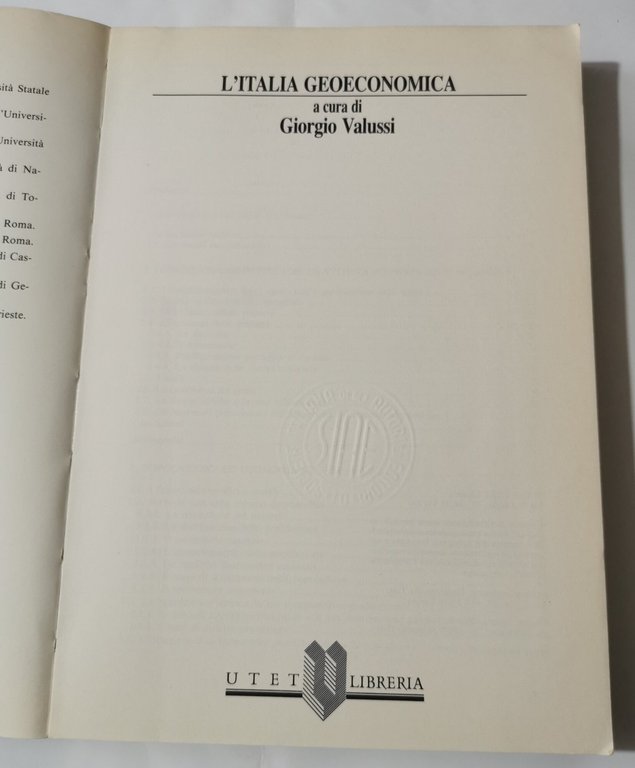 sità Statale
'Universi-
Università
à di Na-
di To-
Roma.
Roma.
di Cas-
di Ge-
rieste.
L'ITALIA GEOECONOMICA
a cura di
Giorgio Valussi
SIAE
UTET LIBRERIA